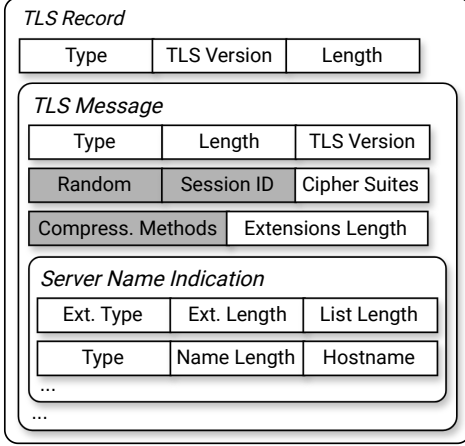 TLS Record
Type TLS Version Length
TLS Message
Type Length TLS Version
Random Session ID Cipher Suites
Compress. Methods Extensions Length
Server Name Indication
Ext. Type Ext. Length List Length
Type Name Length Hostname
...
...